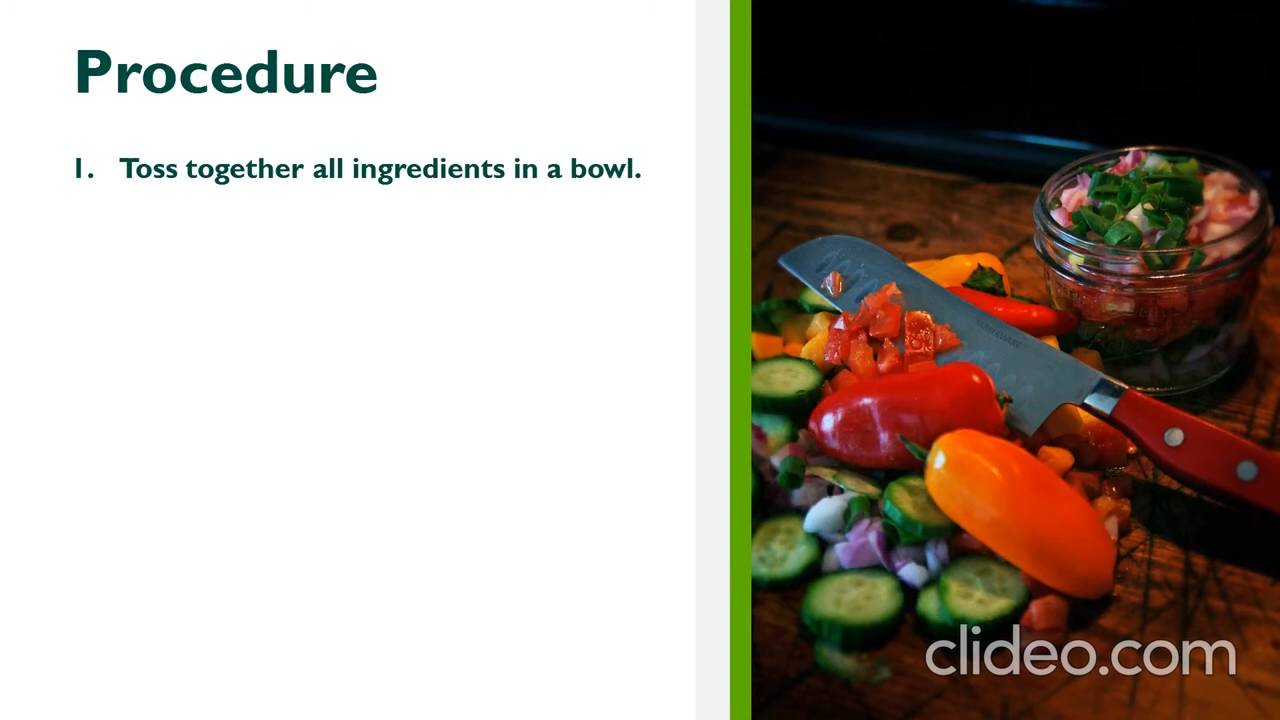 Procedure
1. Toss together all ingredients in a bowl.
clideo.com